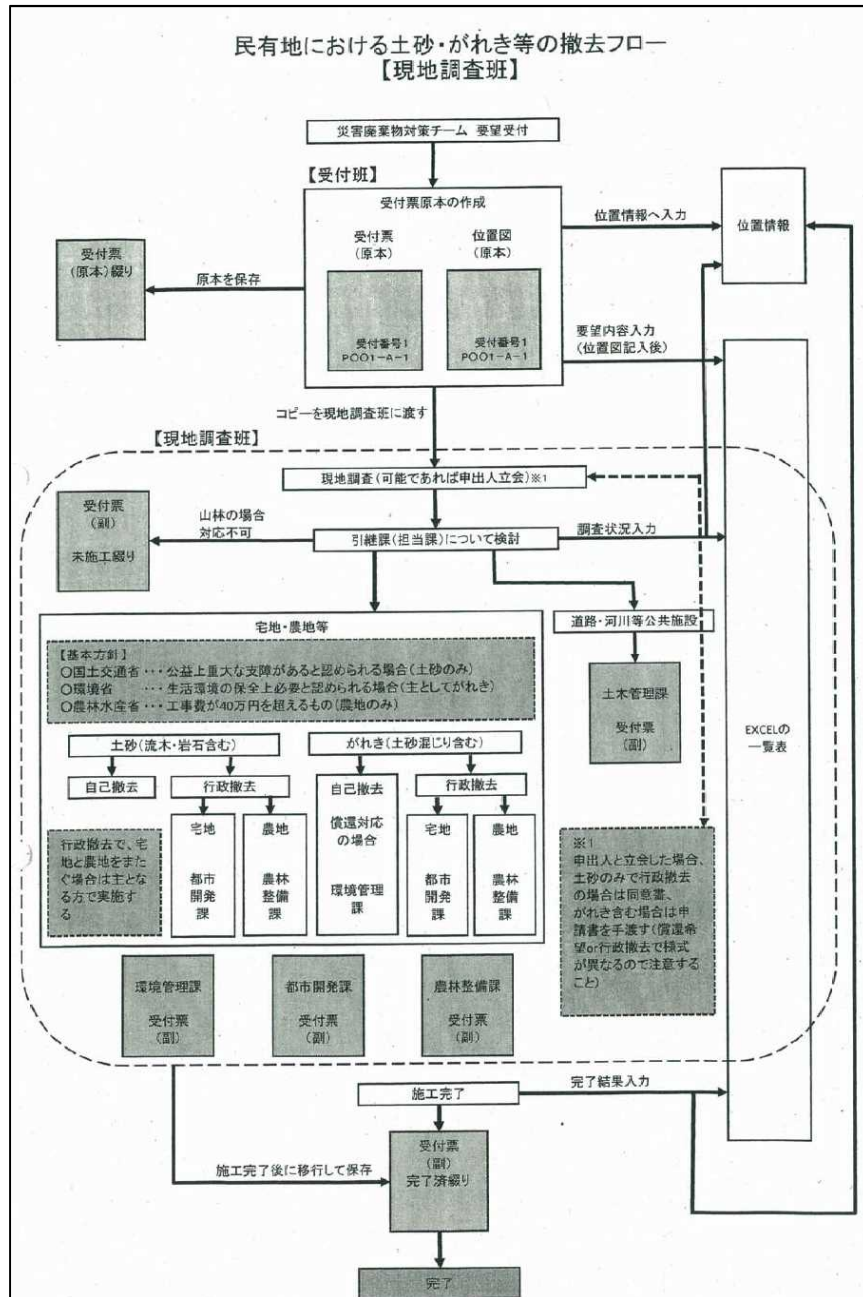 民有地における土砂・がれき等の撤去フロー
【現地調査班】
災害廃棄物対策チーム 要望受付
【受付班】
受付票原本の作成
受付票
(原本)
位置図
(原本)
受付番号1
P001-A-1
受付番号1
P001-A-1
受付票
(原本)綴り
原本を保存
位置情報へ入力
位置情報
要望内容入力
(位置図記入後)
コピーを現地調査班に渡す
【現地調査班】
現地調査(可能であれば申出人立会)※1
受付票
(副)
未施工綴り
山林の場合
対応不可
引継課(担当課)について検討
調査状況入力
宅地・農地等
道路・河川等公共施設
【基本方針】
○国土交通省・・・公益上重大な支障があると認められる場合(土砂のみ)
○環境省 ・・・生活環境の保全上必要と認められる場合(主としてがれき)
○農林水産省・・・工事費が40万円を超えるもの(農地のみ)
土木管理課
受付票
(副)
EXCELの
一覧表
土砂(流木・岩石含む)
がれき(土砂混じり含む)
自己撤去
行政撤去
自己撤去
償還対応
の場合
環境管理
課
行政撤去
行政撤去で、宅
地と農地をまた
ぐ場合は主とな
る方で実施す
る
宅地
都市
開発
課
農地
農林
整備
課
宅地
都市
開発
課
農地
農林
整備
課
※1
申出人と立会した場合、
土砂のみで行政撤去
の場合は同意書、
がれき含む場合は申
請書を手渡す(償還希
望or行政撤去で様式
が異なるので注意する
こと)
環境管理課
受付票
(副)
都市開発課
受付票
(副)
農林整備課
受付票
(副)
施工完了
完了結果入力
施工完了後に移行して保存
受付票
(副)
完了済綴り
完了